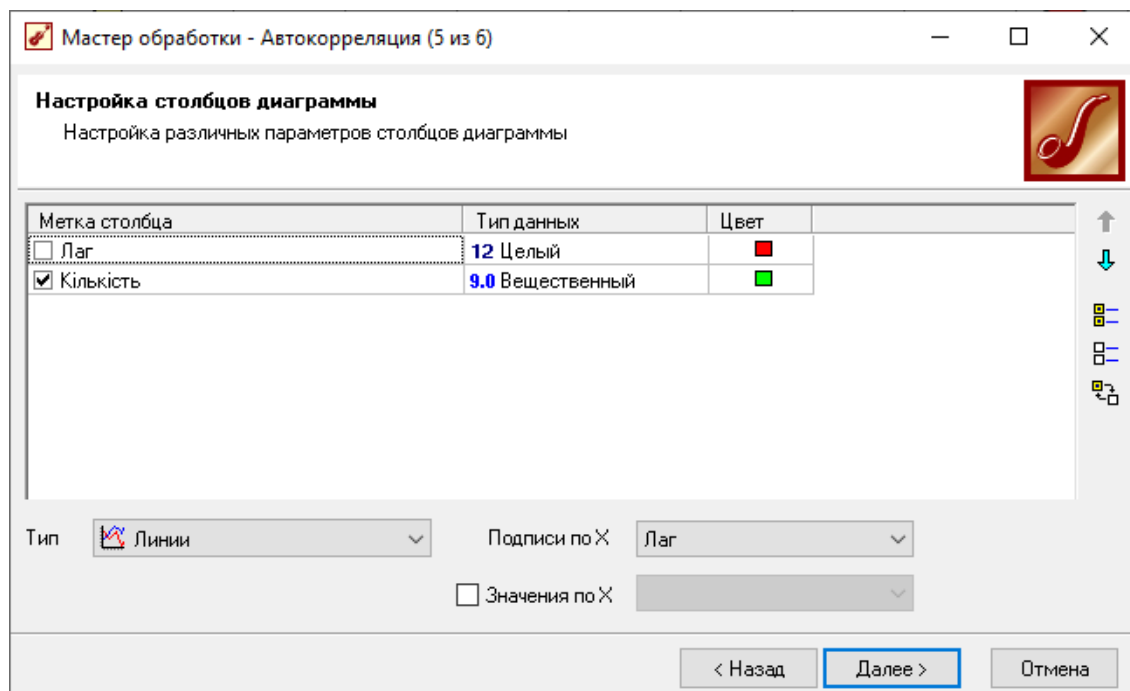 Мастер обработки - Автокорреляция (5 из 6)
Настройка столбцов диаграммы
Настройка различных параметров столбцов диаграммы
Метка столбца Тип данных Цвет
Лаг 12 Целый
Кількість 9.0 Вещественный
Тип Линии Подписи по X Лаг
Значения по X
< Назад Далее > Отмена